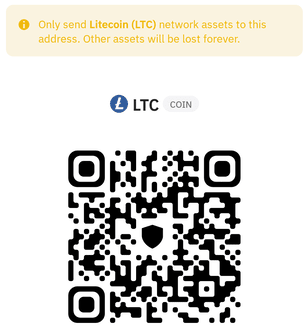 Only send Litecoin (LTC) network assets to this
address. Other assets will be lost forever.
LTC COIN